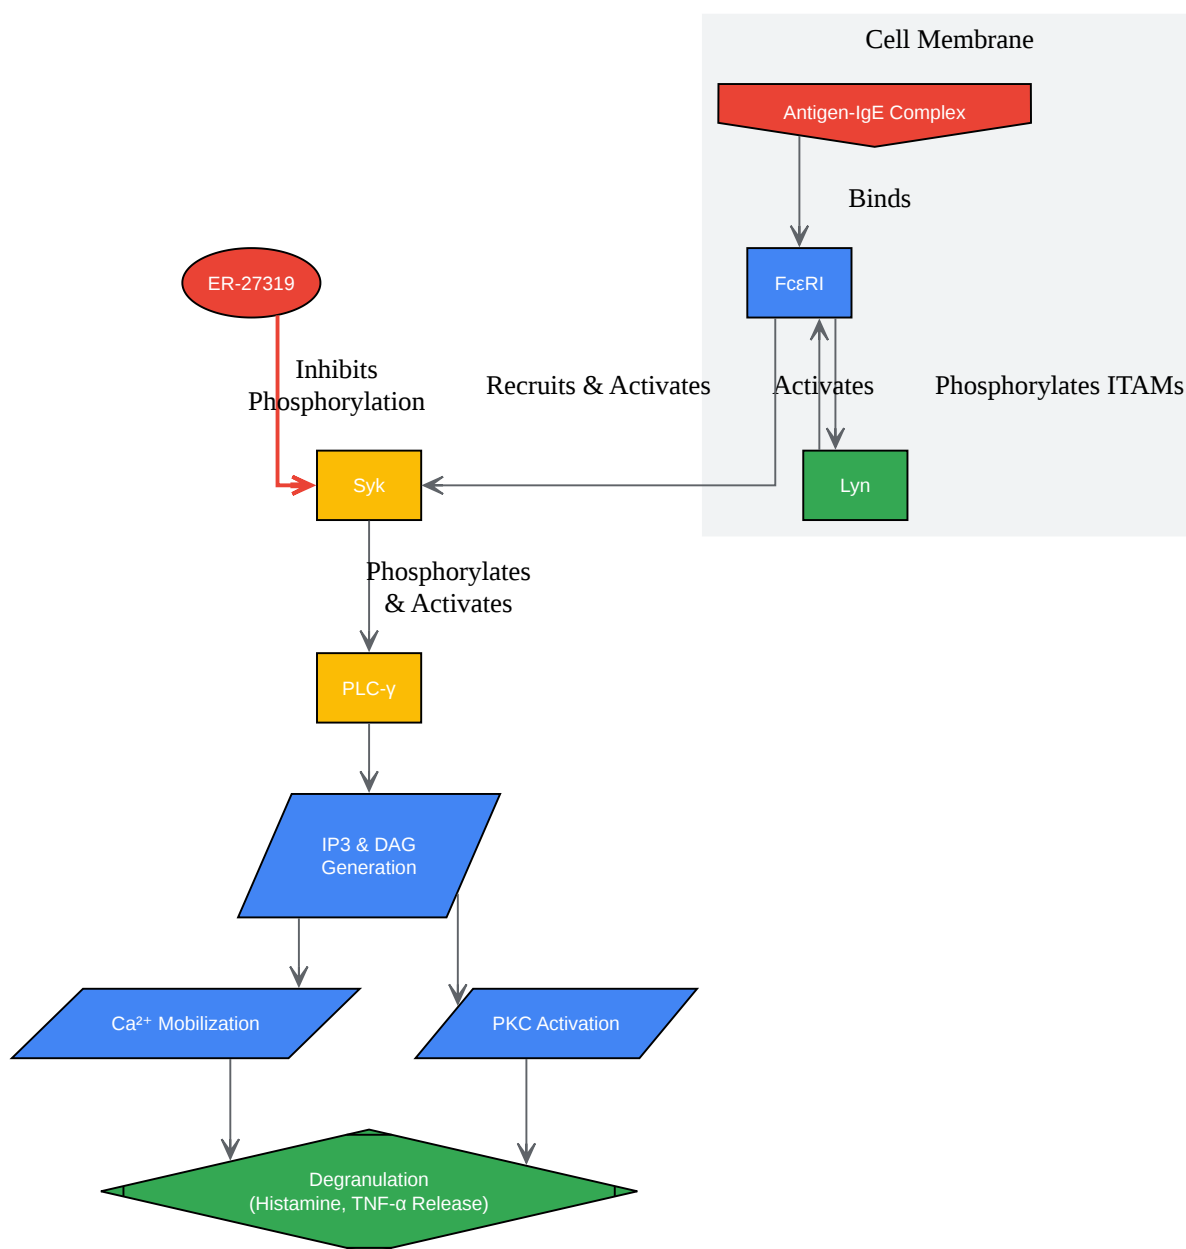 Cell Membrane
Antigen-IgE Complex
Binds
ER-27319
FcεRI
Inhibits
Phosphorylation
Recruits & Activates
Activates
Phosphorylates ITAMs
Syk
Lyn
Phosphorylates
& Activates
PLC-γ
IP3 & DAG
Generation
Ca²⁺ Mobilization
PKC Activation
Degranulation
(Histamine, TNF-α Release)